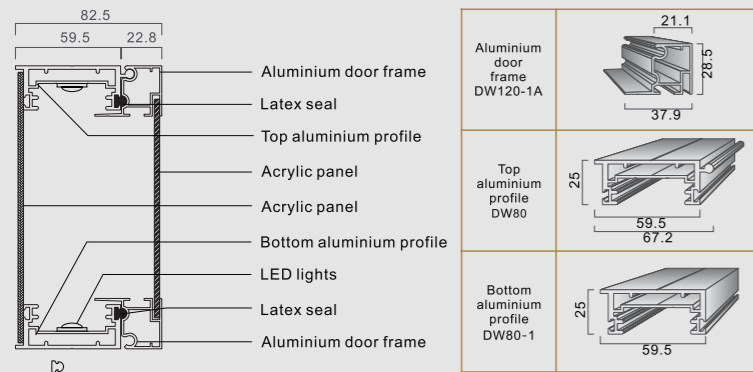 82.5
59.5
22.8
Aluminium door frame
Latex seal
Top aluminium profile
Acrylic panel
Acrylic panel
Bottom aluminium profile
LED lights
Latex seal
Aluminium door frame
Aluminium
door
frame
DW120-1A
21.1
28.5
37.9
Top
aluminium
profile
DW80
25
59.5
67.2
Bottom
aluminium
profile
DW80-1
25
59.5